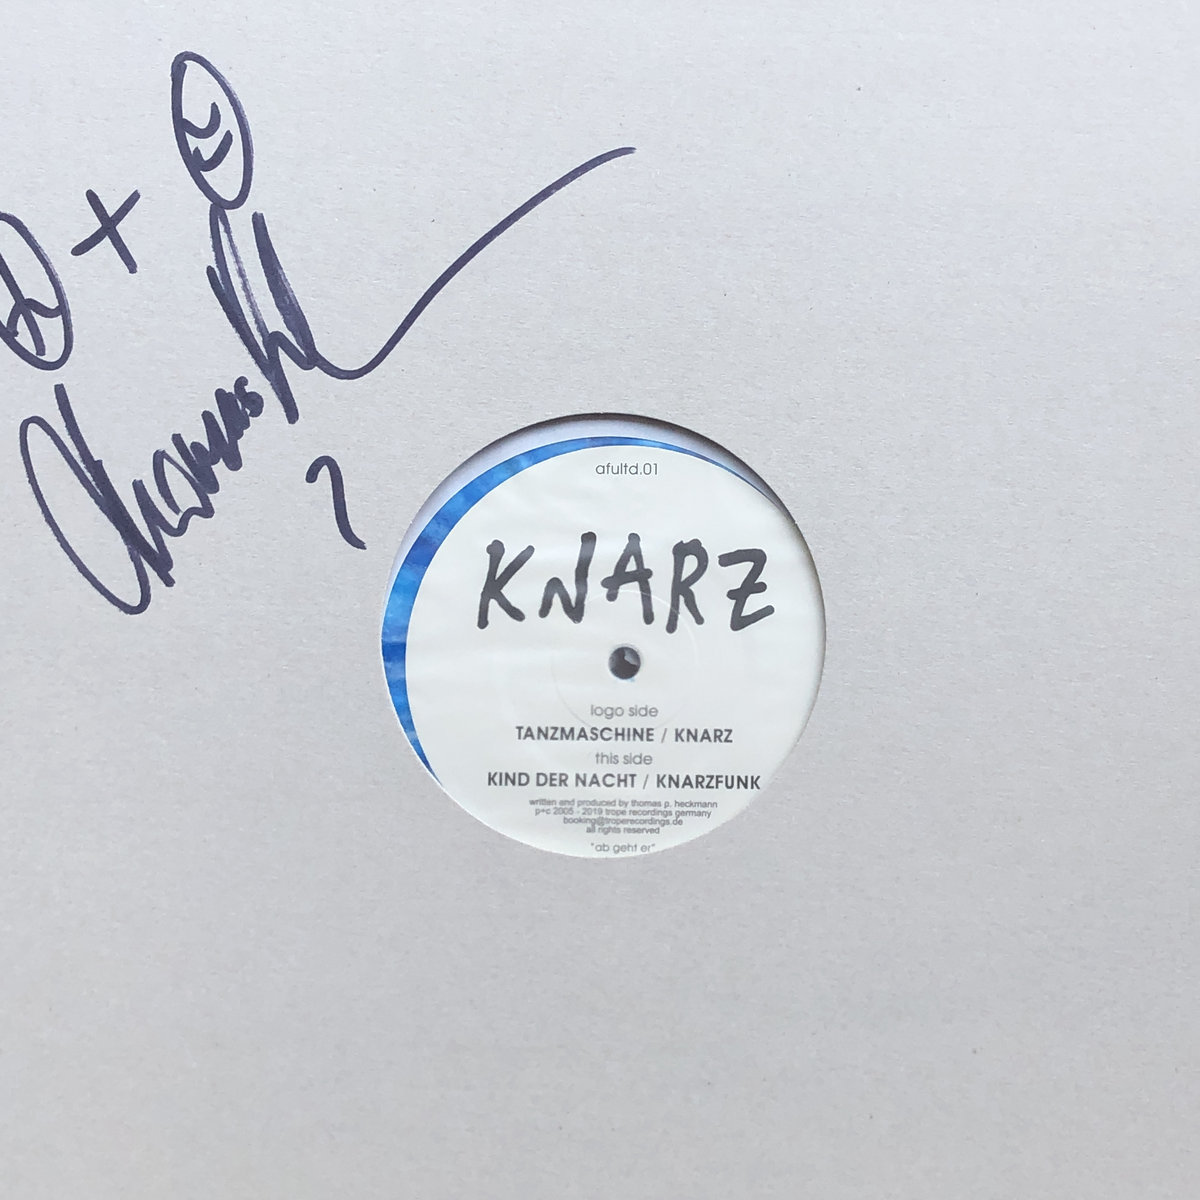 afultd.01
KNARZ
logo side
TANZMASCHINE / KNARZ
this side
KIND DER NACHT / KNARZFUNK
written and produced by thomas p. heckmann
p+c 2005 - 2019 trope recordings germany
booking@troperecordings.de
all rights reserved
"ab geht er"